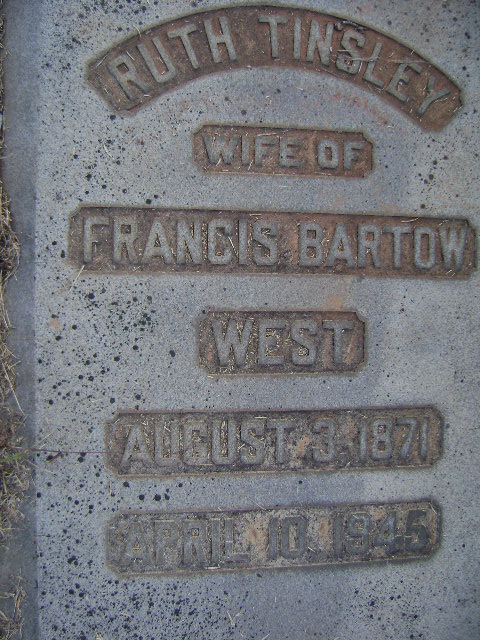 RUTH TINSLEY
WIFE OF
FRANCIS BARTOW
WEST
AUGUST 3, 1871
APRIL 10, 1945